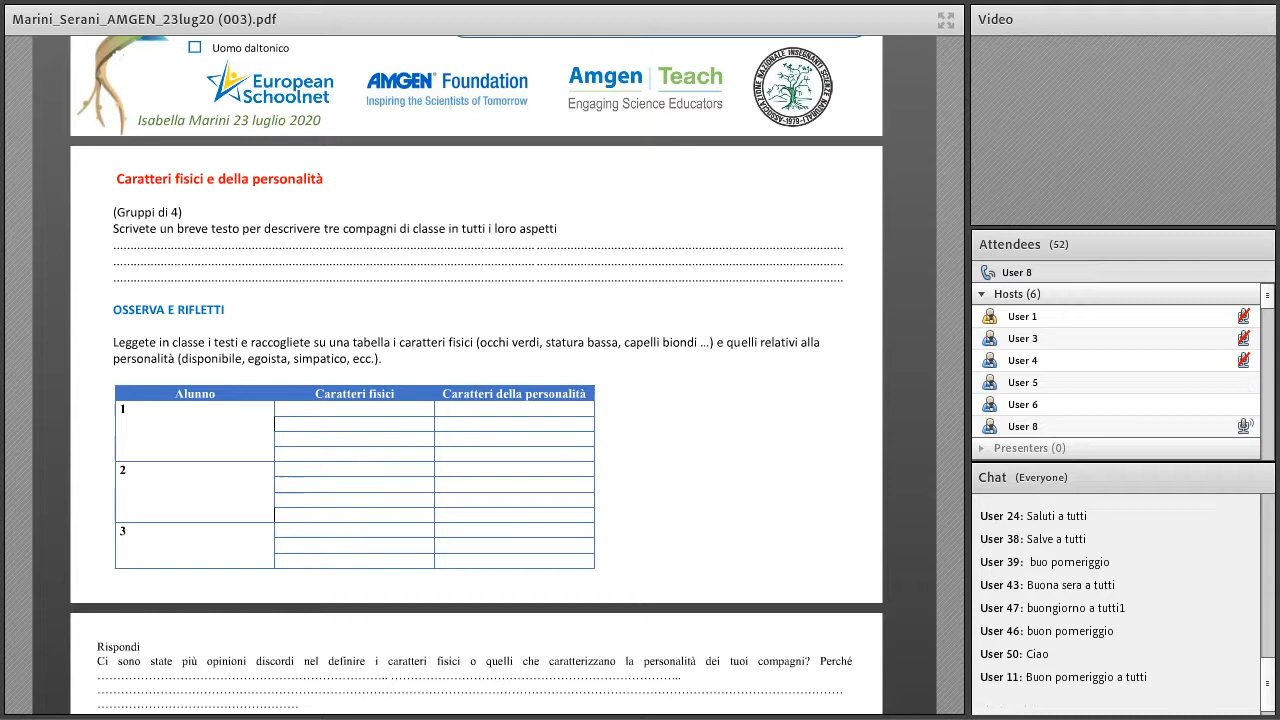 Marini_Serani_AMGEN_23lug20 (003).pdf
Uomo daltonico
European
Schoolnet
AMGEN® Foundation
Inspiring the Scientists of Tomorrow
Amgen | Teach
Engaging Science Educators
ASSOCIAZIONE NAZIONALE INSEGNANTI SCIENZE NATURALI
-1979-
Isabella Marini 23 luglio 2020
Caratteri fisici e della personalità
(Gruppi di 4)
Scrivete un breve testo per descrivere tre compagni di classe in tutti i loro aspetti
OSSERVA E RIFLETTI
Leggete in classe i testi e raccogliete su una tabella i caratteri fisici (occhi verdi, statura bassa, capelli biondi ...) e quelli relativi alla
personalità (disponibile, egoista, simpatico, ecc.).
Alunno Caratteri fisici Caratteri della personalità
1
2
3
Rispondi
Ci sono state più opinioni discordi nel definire i caratteri fisici o quelli che caratterizzano la personalità dei tuoi compagni? Perché
Video
Attendees (52)
User 8
Hosts (6)
User 1
User 3
User 4
User 5
User 6
User 8
Presenters (0)
Chat (Everyone)
User 24: Saluti a tutti
User 38: Salve a tutti
User 39: buo pomeriggio
User 43: Buona sera a tutti
User 47: buongiorno a tutti1
User 46: buon pomeriggio
User 50: Ciao
User 11: Buon pomeriggio a tutti